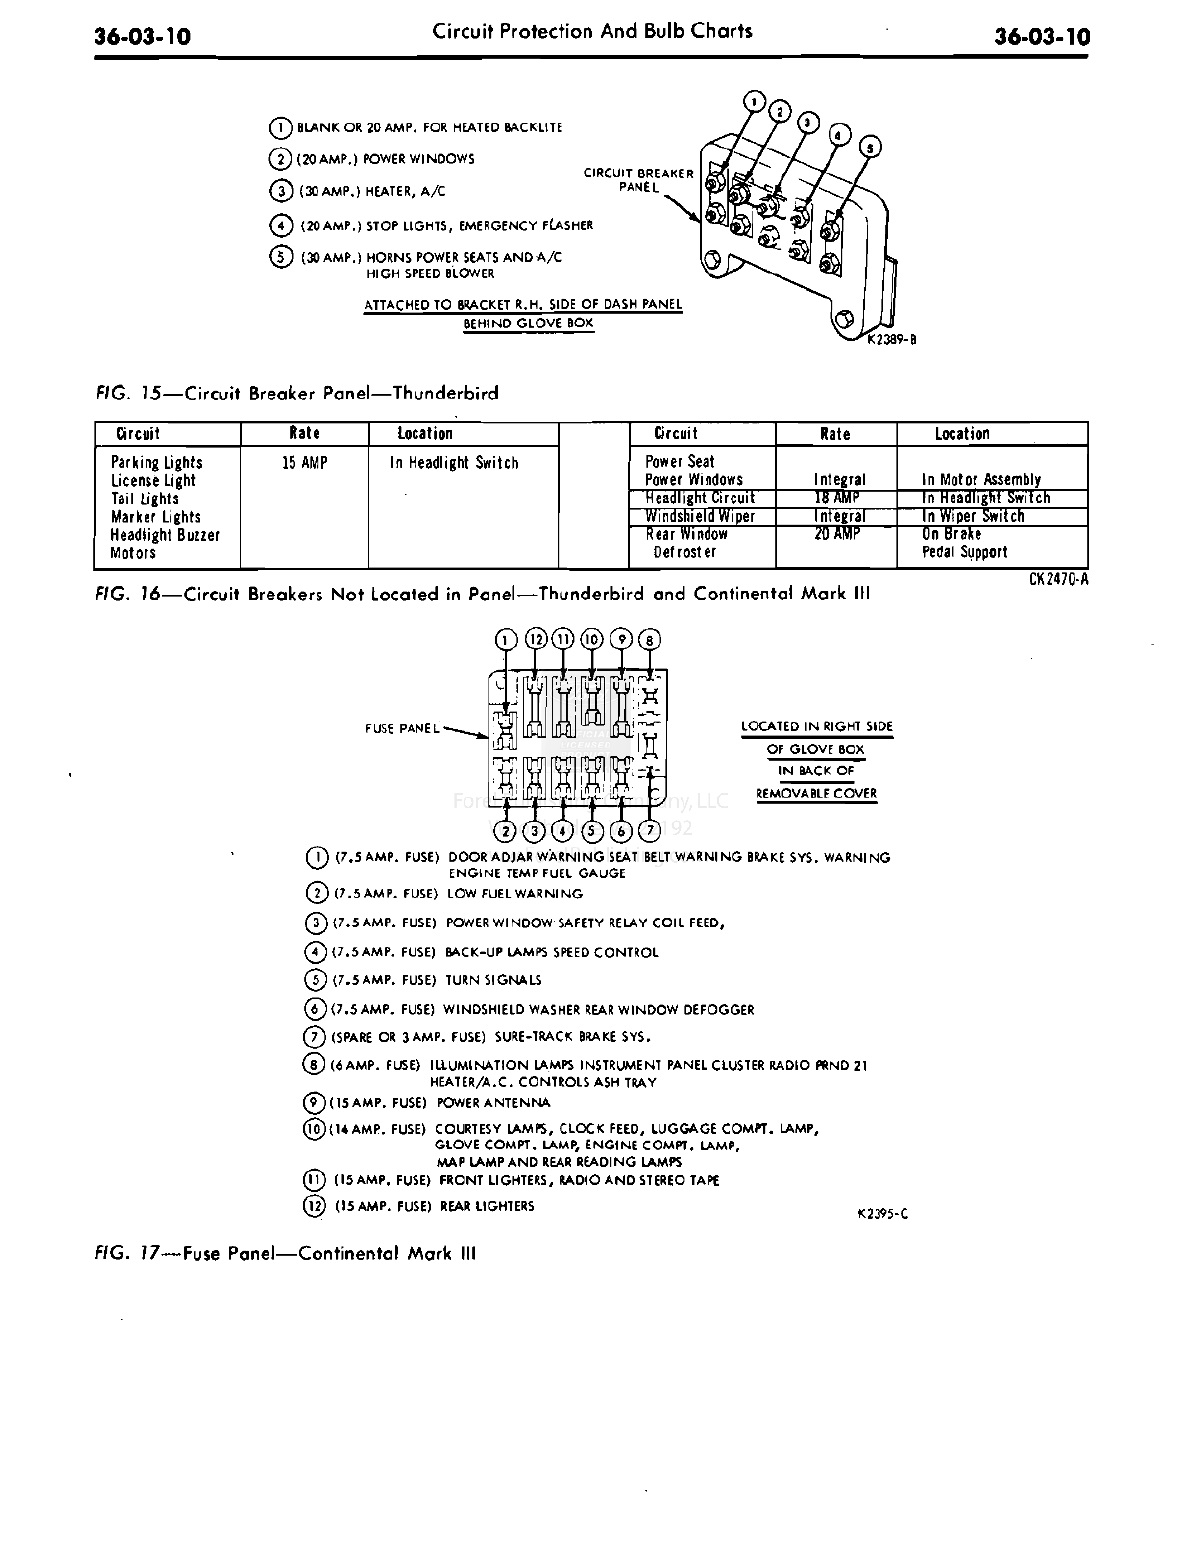 36-03-10 Circuit Protection And Bulb Charts 36-03-10
1 BLANK OR 20 AMP. FOR HEATED BACKLITE
2 (20 AMP.) POWER WINDOWS
3 (30 AMP.) HEATER, A/C
4 (20 AMP.) STOP LIGHTS, EMERGENCY FLASHER
5 (30 AMP.) HORNS POWER SEATS AND A/C
HIGH SPEED BLOWER
ATTACHED TO BRACKET R.H. SIDE OF DASH PANEL
BEHIND GLOVE BOX
CIRCUIT BREAKER
PANEL
1 2 3 4 5
K2389-B
FIG. 15—Circuit Breaker Panel—Thunderbird
Circuit Rate Location Circuit Rate Location
Parking Lights 15 AMP In Headlight Switch Power Seat
License Light Power Windows Integral In Motor Assembly
Tail Lights Headlight Circuit 18 AMP In Headlight Switch
Marker Lights Windshield Wiper Integral In Wiper Switch
Headlight Buzzer Rear Window 20 AMP On Brake
Motors Defroster Pedal Support
CK2470-A
FIG. 16—Circuit Breakers Not Located in Panel—Thunderbird and Continental Mark III
1 12 11 10 9 8
FUSE PANEL
LOCATED IN RIGHT SIDE
OF GLOVE BOX
IN BACK OF
REMOVABLE COVER
2 3 4 5 6 7
1 (7.5 AMP. FUSE) DOOR ADJAR WARNING SEAT BELT WARNING BRAKE SYS. WARNING
ENGINE TEMP FUEL GAUGE
2 (7.5 AMP. FUSE) LOW FUEL WARNING
3 (7.5 AMP. FUSE) POWER WINDOW SAFETY RELAY COIL FEED,
4 (7.5 AMP. FUSE) BACK-UP LAMPS SPEED CONTROL
5 (7.5 AMP. FUSE) TURN SIGNALS
6 (7.5 AMP. FUSE) WINDSHIELD WASHER REAR WINDOW DEFOGGER
7 (SPARE OR 3 AMP. FUSE) SURE-TRACK BRAKE SYS.
8 (6 AMP. FUSE) ILLUMINATION LAMPS INSTRUMENT PANEL CLUSTER RADIO PRND 21
HEATER/A.C. CONTROLS ASH TRAY
9 (15 AMP. FUSE) POWER ANTENNA
10 (14 AMP. FUSE) COURTESY LAMPS, CLOCK FEED, LUGGAGE COMPT. LAMP,
GLOVE COMPT. LAMP, ENGINE COMPT. LAMP,
MAP LAMP AND REAR READING LAMPS
11 (15 AMP. FUSE) FRONT LIGHTERS, RADIO AND STEREO TAPE
12 (15 AMP. FUSE) REAR LIGHTERS
K2395-C
FIG. 17—Fuse Panel—Continental Mark III